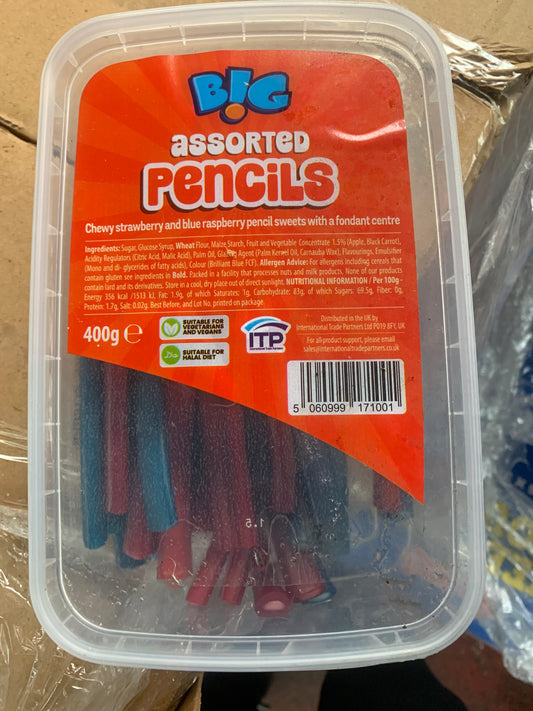 BIG
ASSORTED
PENCILS
Chewy strawberry and blue raspberry pencil sweets with a fondant centre
Ingredients: Sugar, Glucose Syrup, Wheat Flour, Maize Starch, Fruit and Vegetable Concentrate 1.5% (Apple, Black Carrot),
Acidity Regulators (Citric Acid, Malic Acid), Palm Oil, Glazing Agent (Palm Kernel Oil, Carnauba Wax), Flavourings, Emulsifier
(Mono and di- glycerides of fatty acids), Colour (Brilliant Blue FCF). Allergen Advice: For allergens including cereals that
contain gluten see ingredients in Bold. Packed in a facility that processes nuts and milk products. None of our products
contain lard and its derivatives. Store in a cool, dry place out of direct sunlight. NUTRITIONAL INFORMATION / Per 100g -
Energy 356 kcal /1513 kJ, Fat: 1.9g, of which Saturates: 1g, Carbohydrate: 83g, of which Sugars: 69.5g, Fibre: 0g,
Protein: 1.7g, Salt: 0.02g. Best Before, and Lot No. printed on package.
400g e
SUITABLE FOR
VEGETARIANS
AND VEGANS
SUITABLE FOR
HALAL DIET
ITP
International Trade Partners
Distributed in the UK by
International Trade Partners Ltd PO19 8FY, UK
For all product support, please email
sales@internationaltradepartners.co.uk
5 060999 171001
1.5